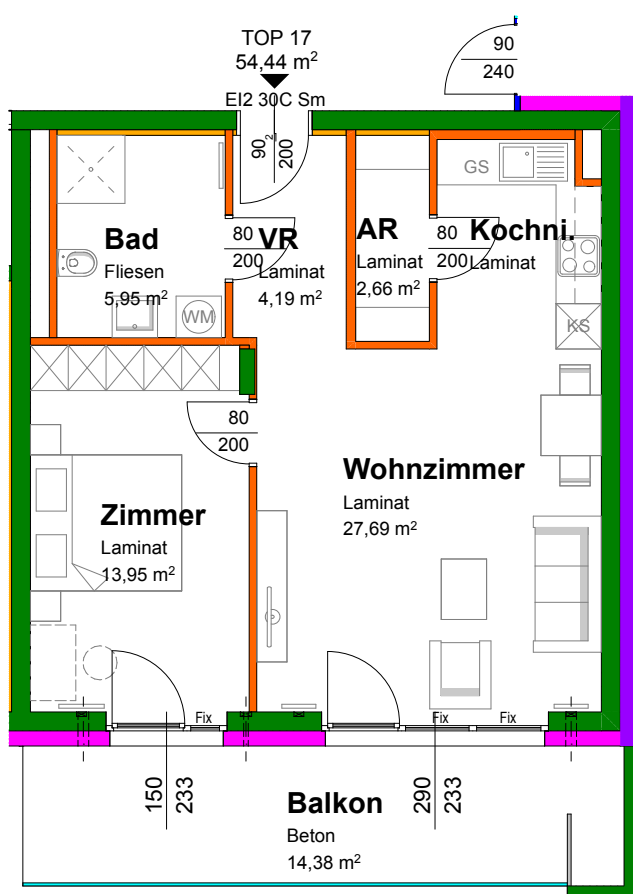 TOP 17
54,44 m²
EI2 30C Sm
90
240
90 2
200
GS
Bad
Fliesen
5,95 m²
80
200
VR
Laminat
4,19 m²
AR
Laminat
2,66 m²
80
200
Kochni.
Laminat
WM
KS
80
200
Zimmer
Laminat
13,95 m²
Wohnzimmer
Laminat
27,69 m²
Fix
Fix
Fix
150
233
290
233
Balkon
Beton
14,38 m²